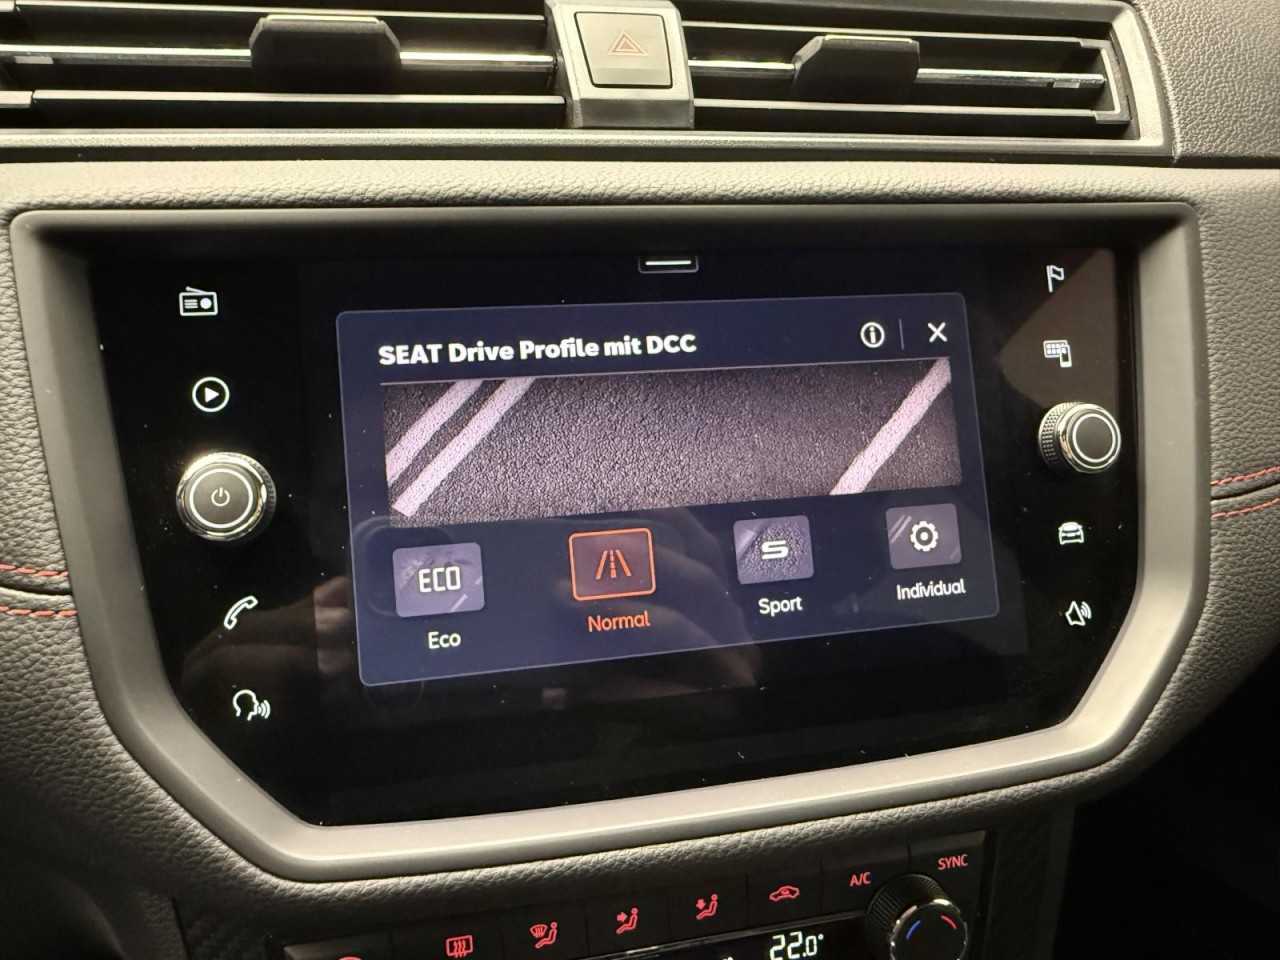 SEAT Drive Profile mit DCC
ECO
S
Eco
Normal
Sport
Individual
A/C
SYNC
22.0°